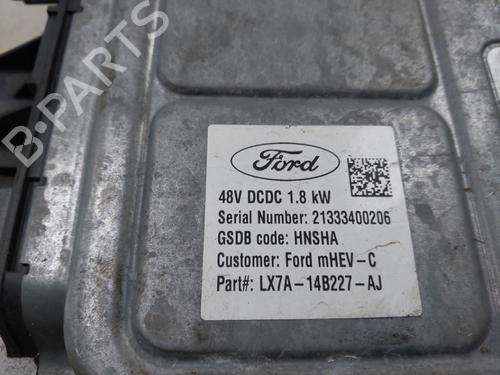 B-PARTS
Ford
48V DCDC 1.8 kW
Serial Number: 21333400206
GSDB code: HNSHA
Customer: Ford mHEV-C
Part#: LX7A-14B227-AJ